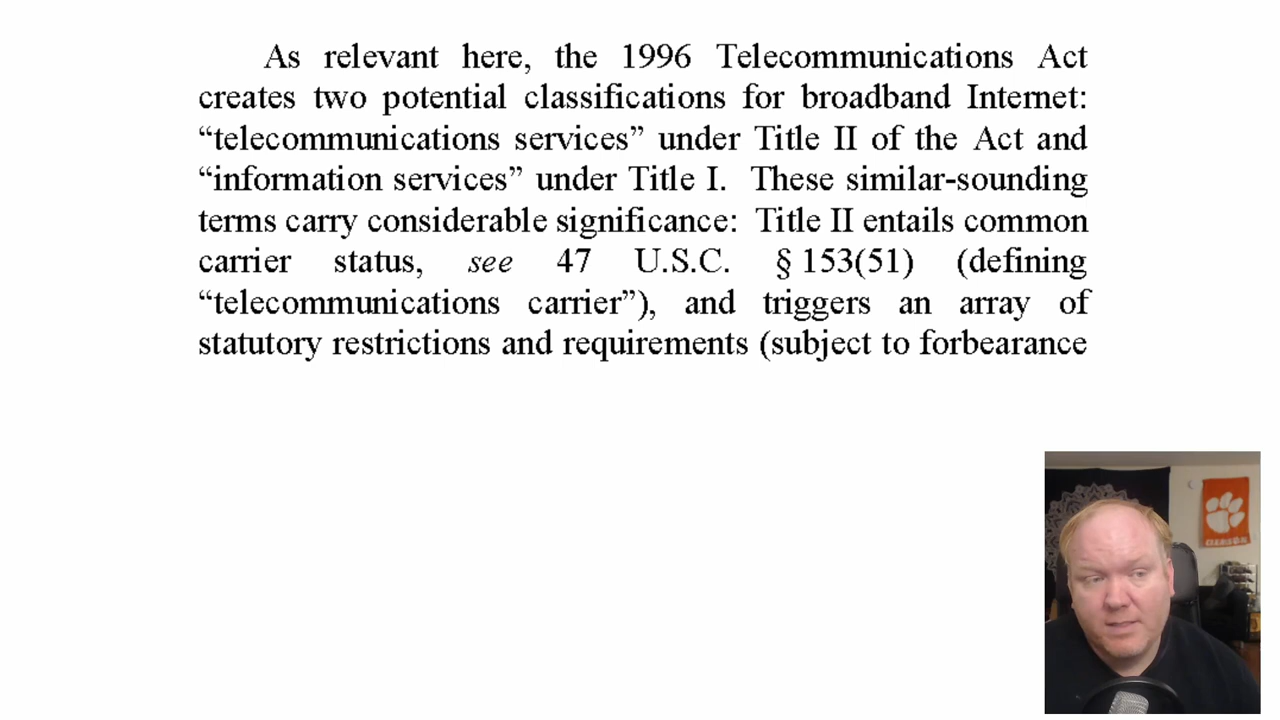 As relevant here, the 1996 Telecommunications Act
creates two potential classifications for broadband Internet:
“telecommunications services” under Title II of the Act and
“information services” under Title I. These similar-sounding
terms carry considerable significance: Title II entails common
carrier status, see 47 U.S.C. § 153(51) (defining
“telecommunications carrier”), and triggers an array of
statutory restrictions and requirements (subject to forbearance
CLEMSON